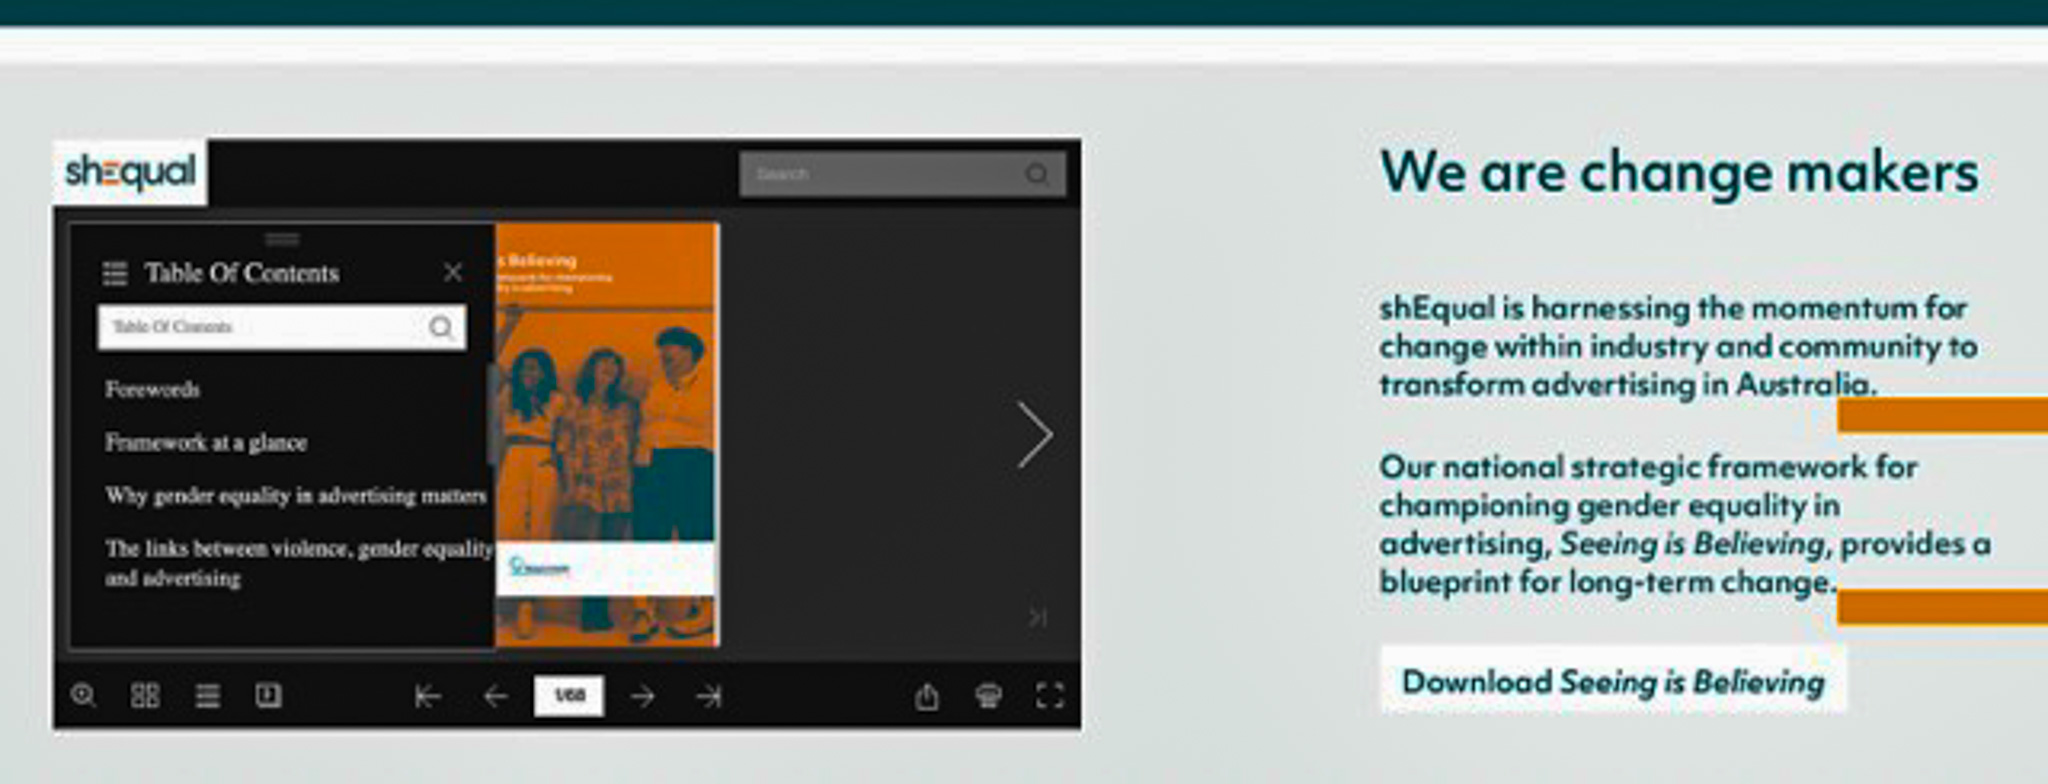 shEqual
Search
Table Of Contents
Table Of Contents
Forewords
Framework at a glance
Why gender equality in advertising matters
The links between violence, gender equality
and advertising
s Believing
1/68
We are change makers
shEqual is harnessing the momentum for
change within industry and community to
transform advertising in Australia.
Our national strategic framework for
championing gender equality in
advertising, Seeing is Believing, provides a
blueprint for long-term change.
Download Seeing is Believing